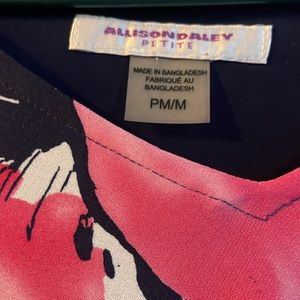 ALLISON DALEY
PETITE
MADE IN BANGLADESH
FABRIQUÉ AU
BANGLADESH
PM/M